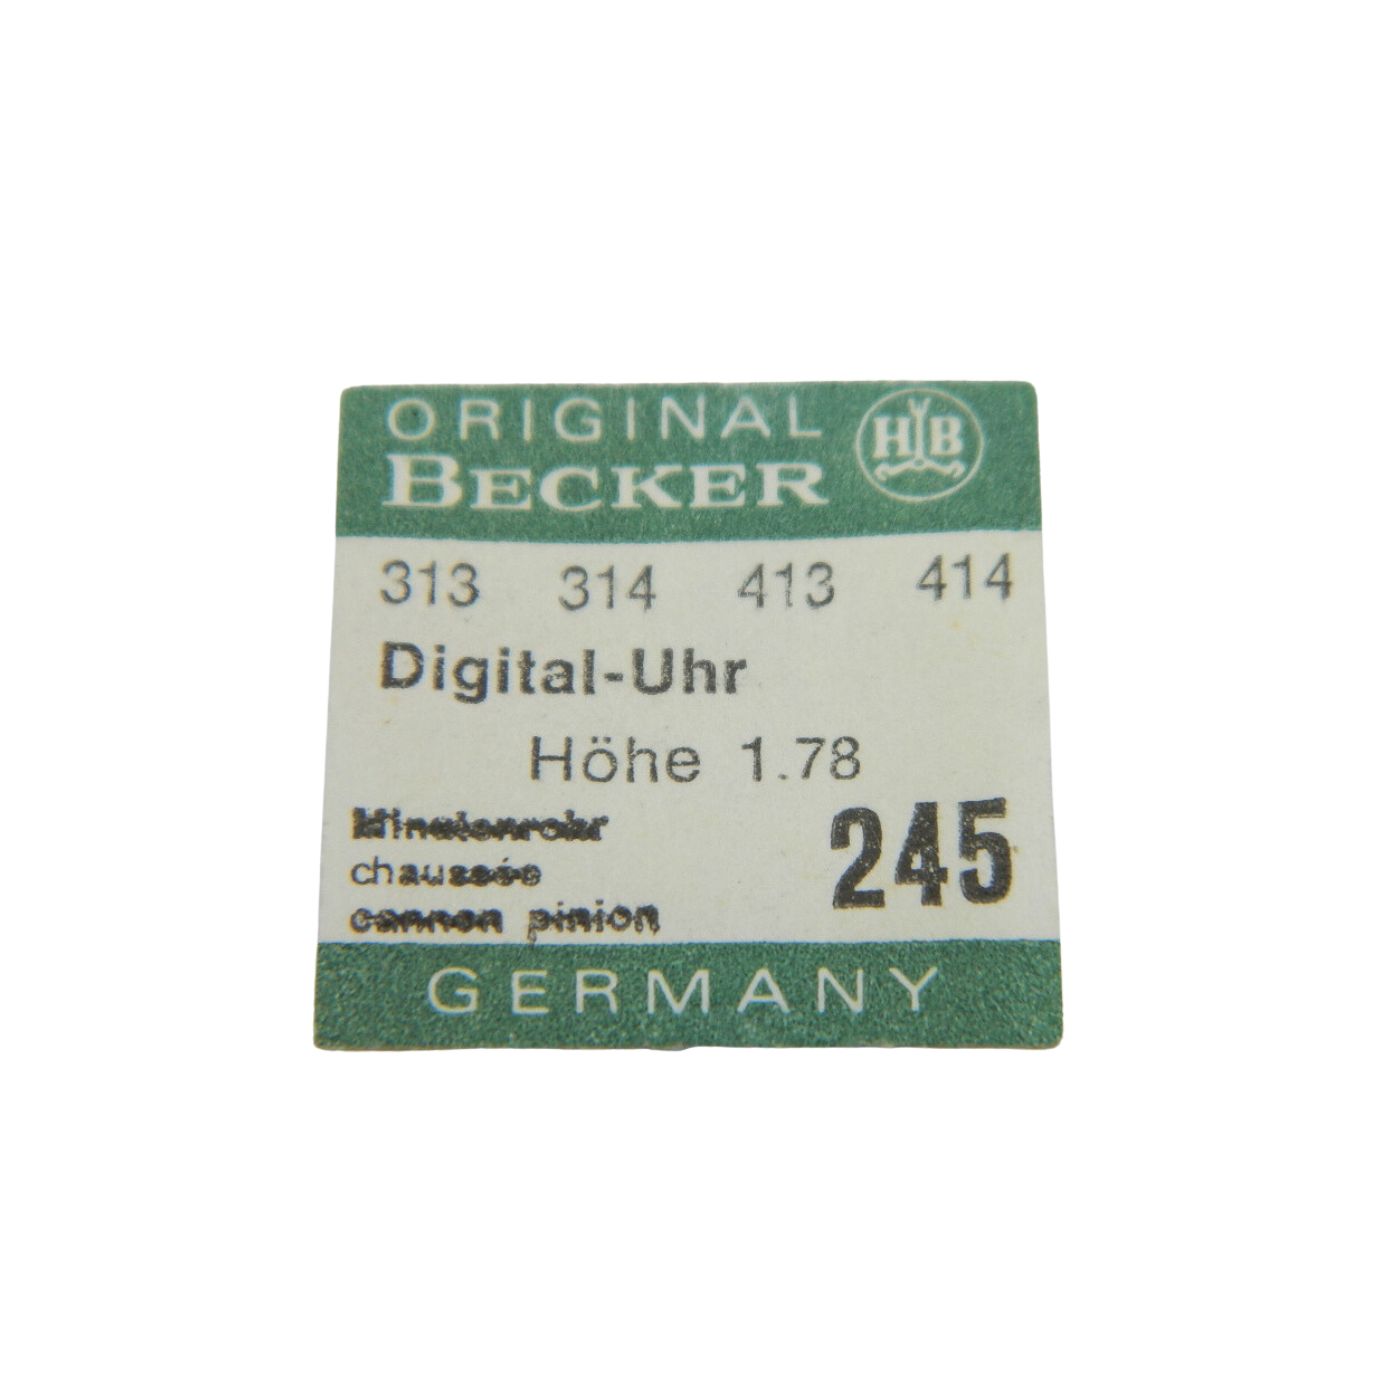 ORIGINAL
BECKER
HB
313 314 413 414
Digital-Uhr
Höhe 1.78
Minutenrohr
chaussée
cannon pinion
245
GERMANY